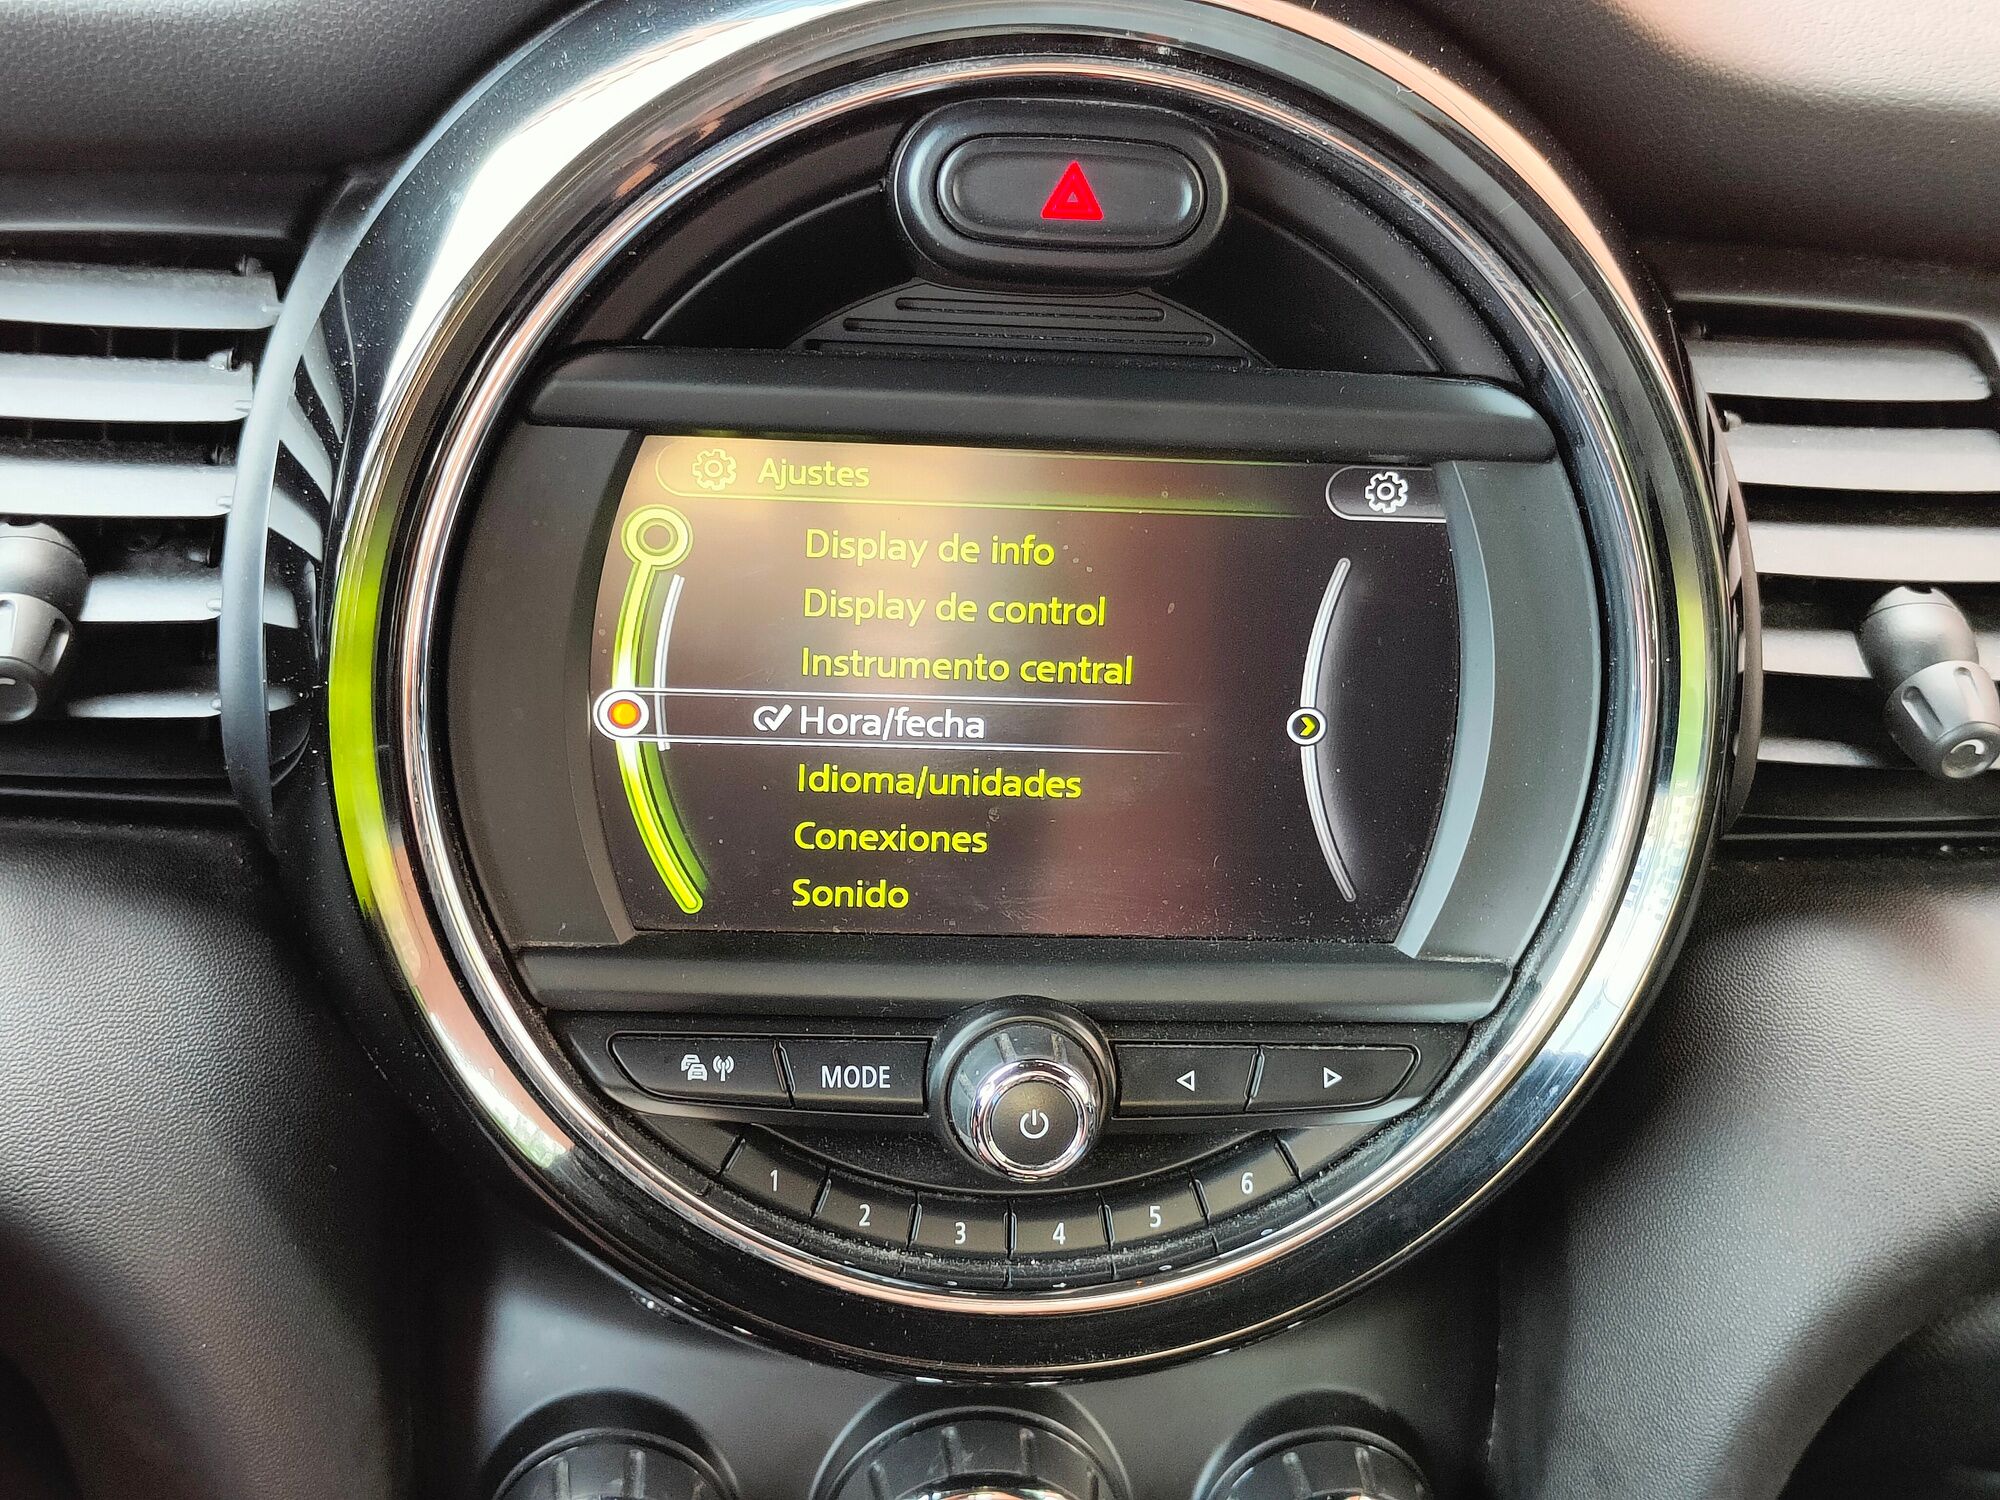 Ajustes
Display de info
Display de control
Instrumento central
Hora/fecha
Idioma/unidades
Conexiones
Sonido
MODE
1
2
3
4
5
6